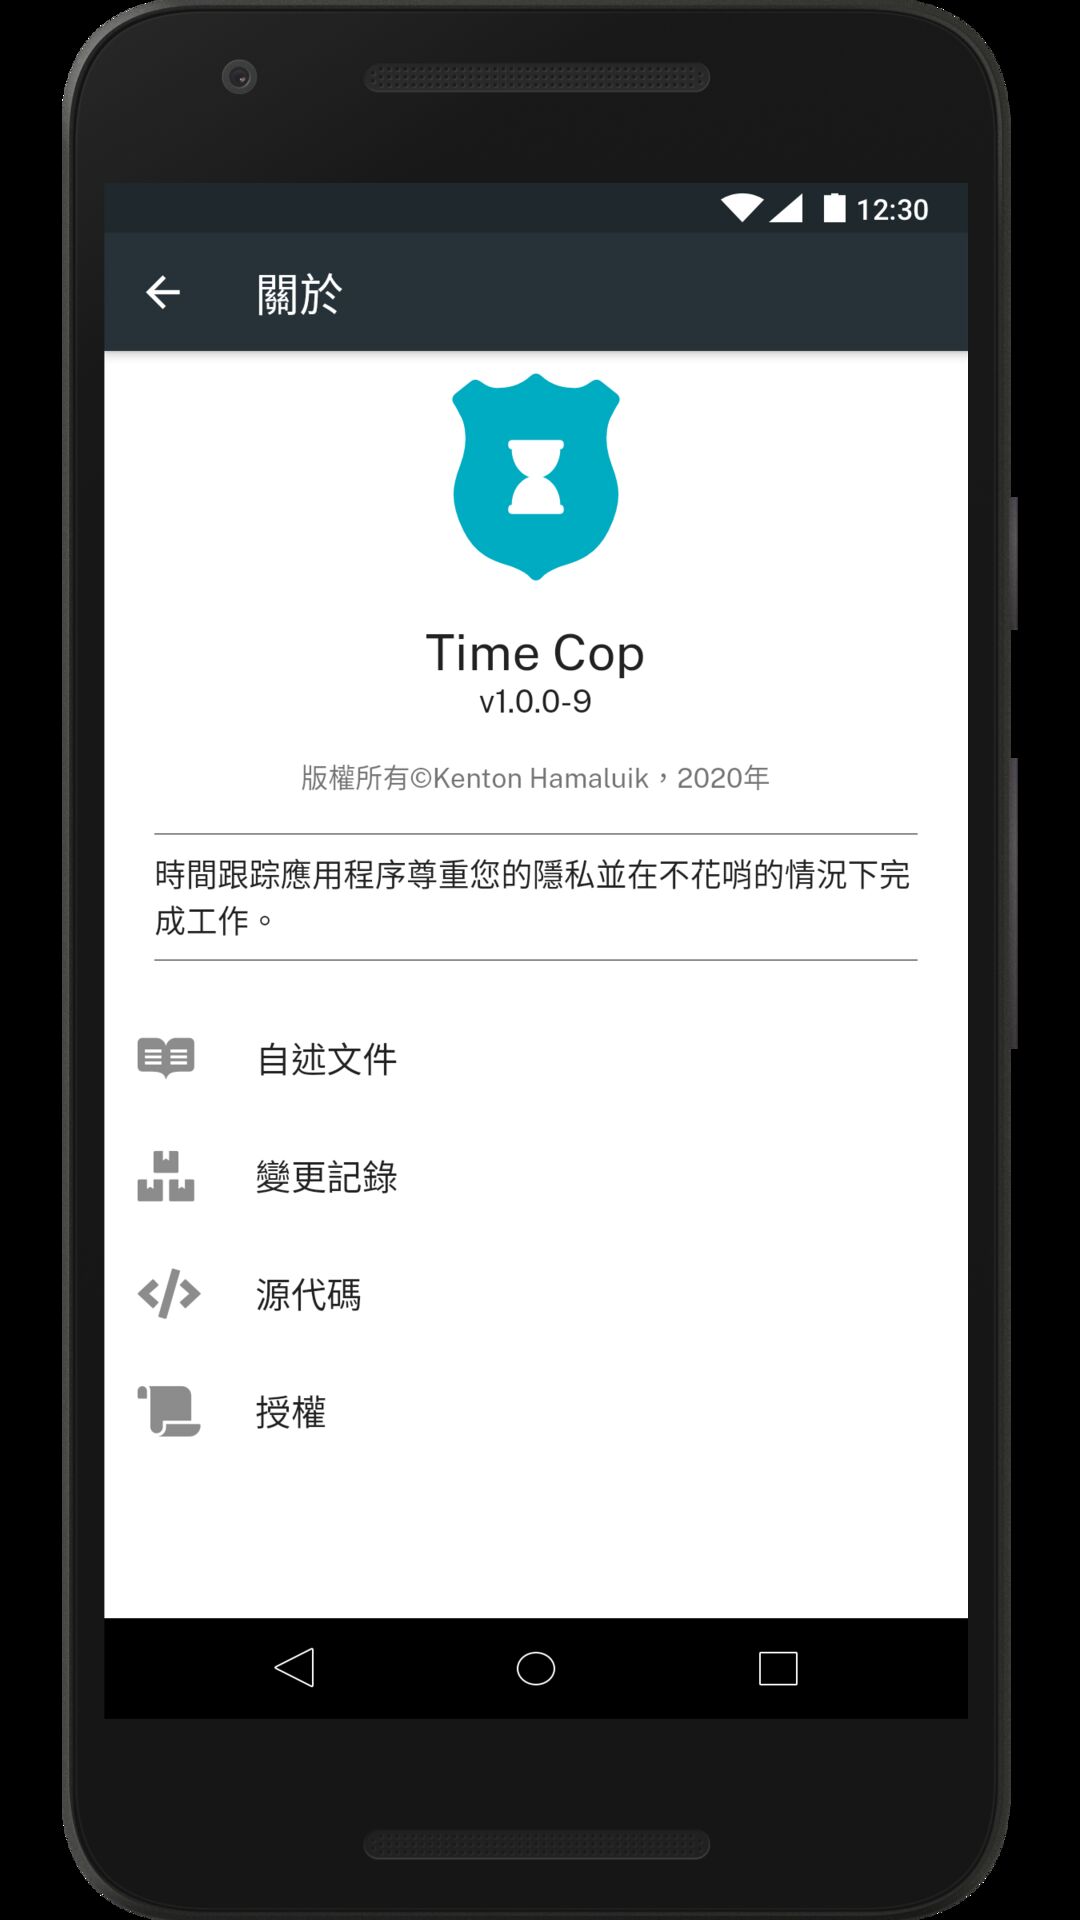 12:30
關於
Time Cop
v1.0.0-9
版權所有©Kenton Hamaluik，2020年
時間跟踪應用程序尊重您的隱私並在不花哨的情況下完
成工作。
自述文件
變更記錄
源代碼
授權